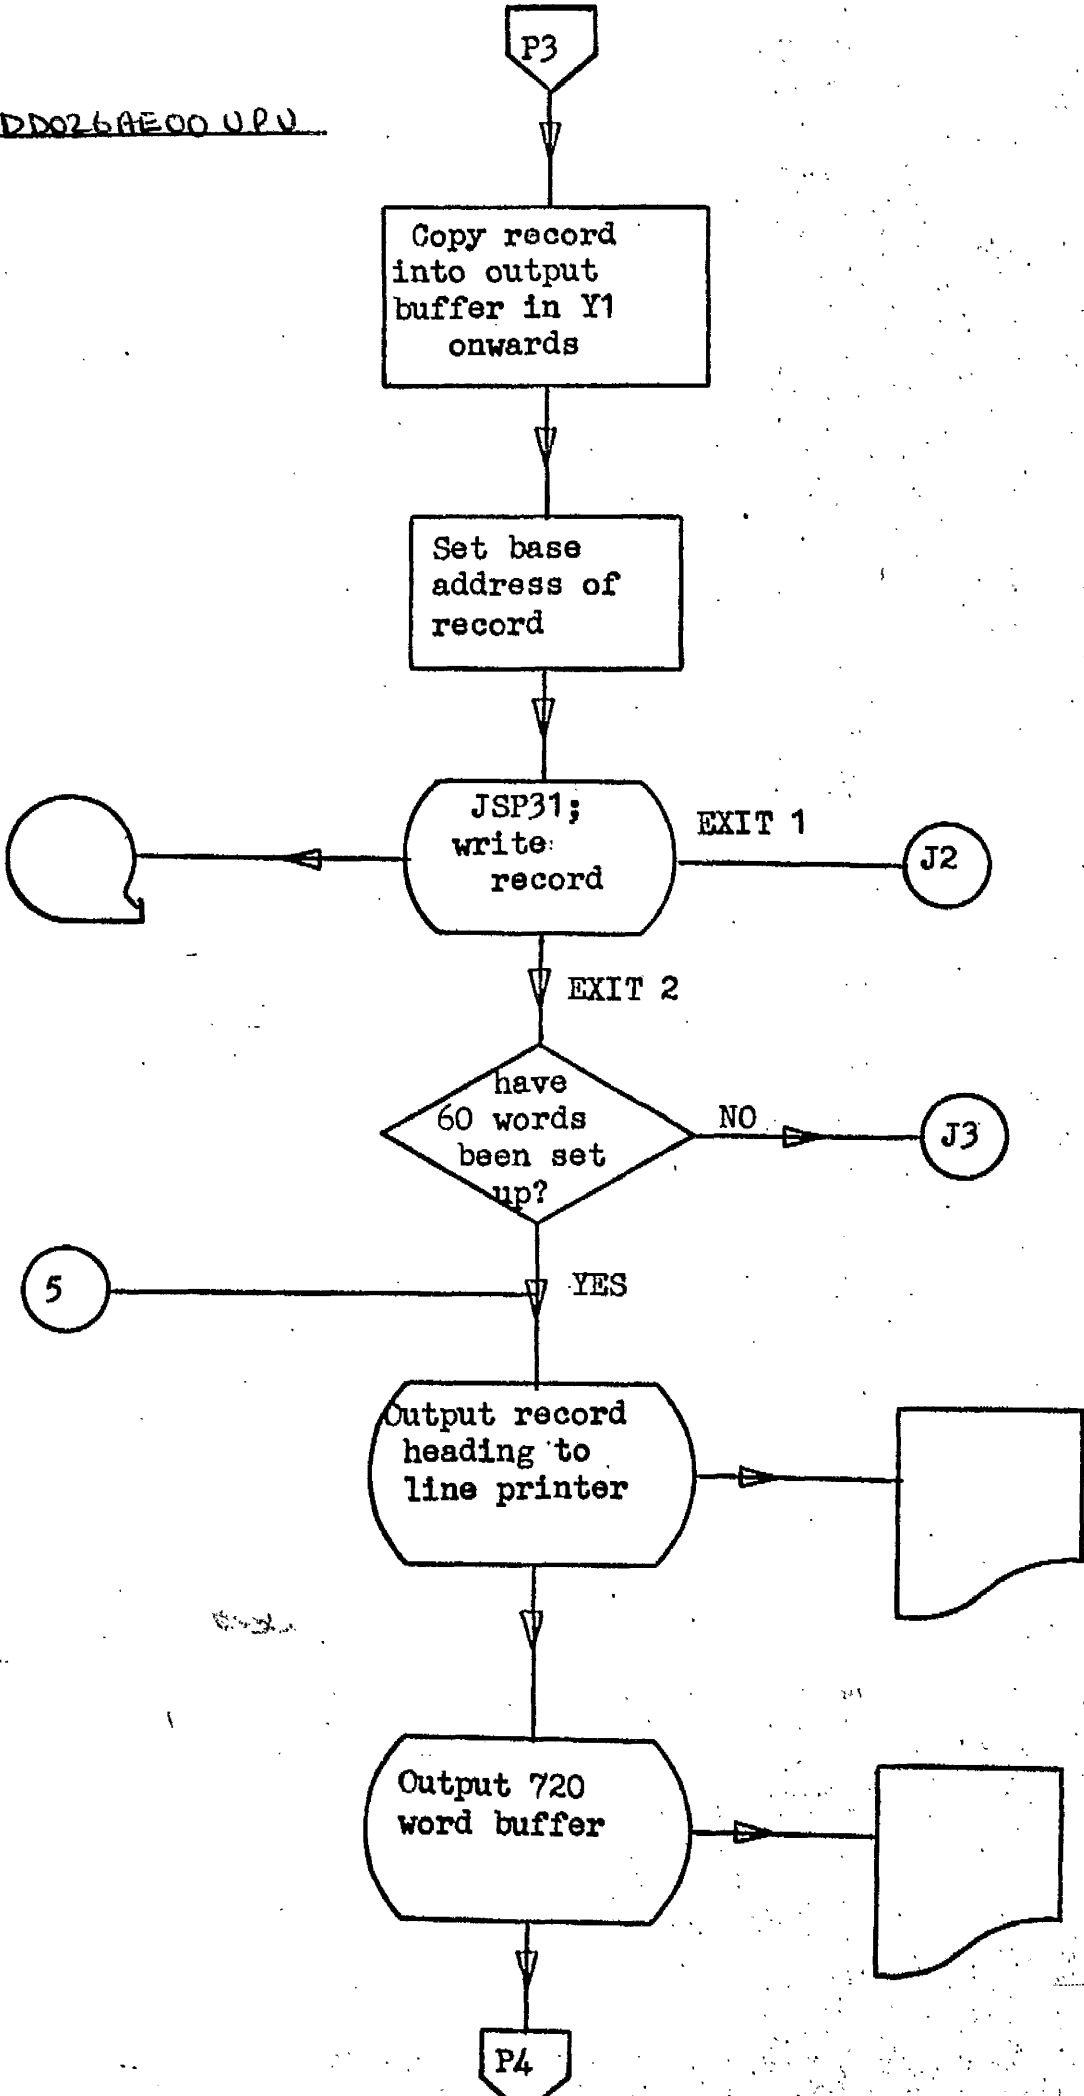 P3
DD026AE00 UPU
Copy record
into output
buffer in Y1
onwards
Set base
address of
record
JSP31;
write
record
EXIT 1
J2
EXIT 2
have
60 words
been set
up?
NO
J3
5
YES
Output record
heading to
line printer
Output 720
word buffer
P4